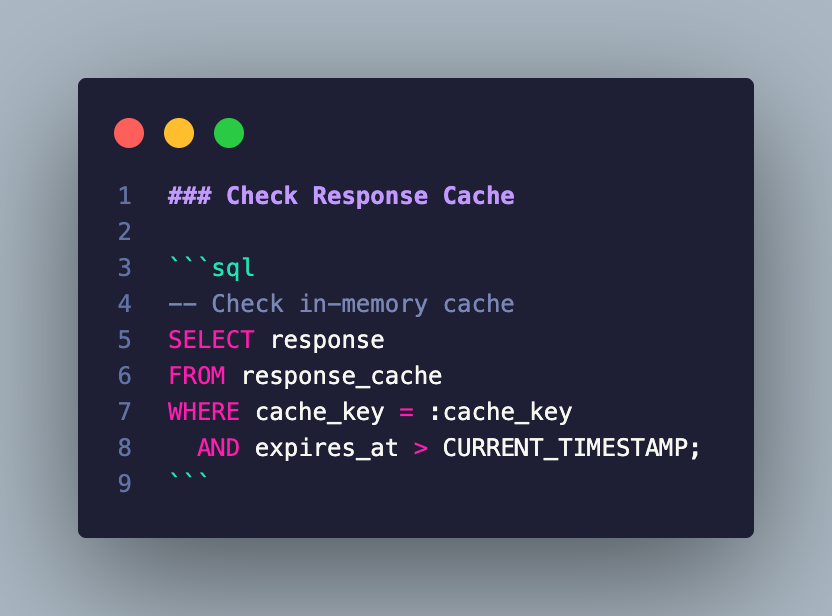 1 ### Check Response Cache
2
3 ```sql
4 -- Check in-memory cache
5 SELECT response
6 FROM response_cache
7 WHERE cache_key = :cache_key
8   AND expires_at > CURRENT_TIMESTAMP;
9 ```